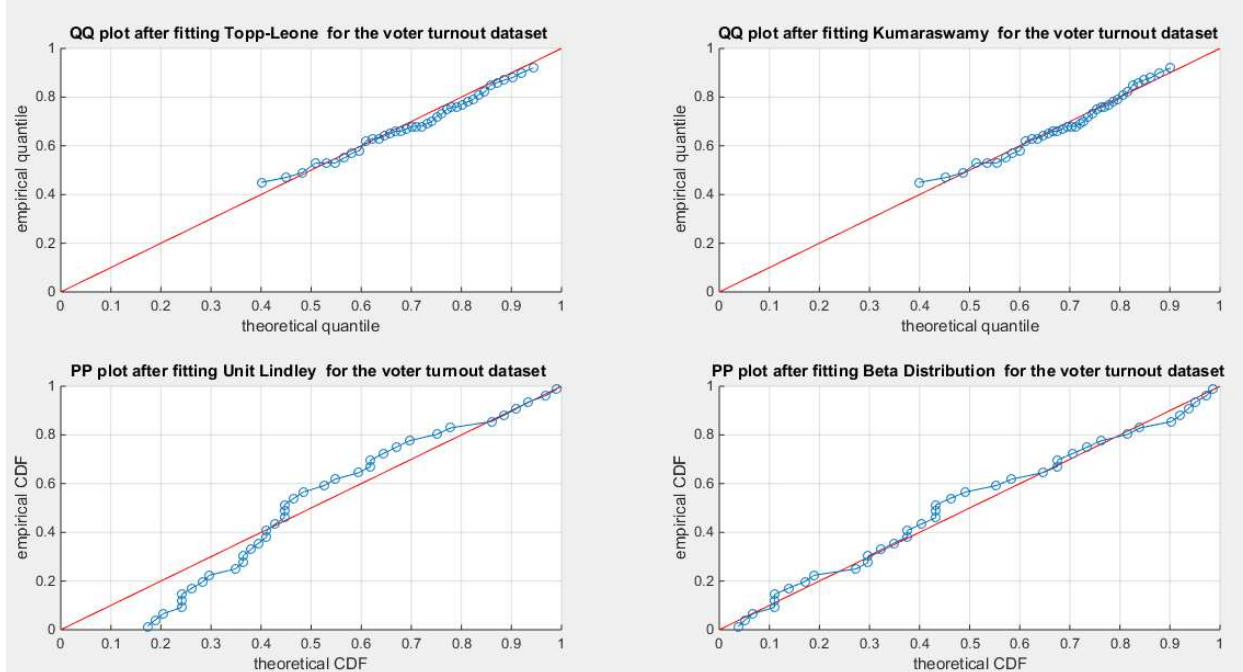 QQ plot after fitting Topp-Leone for the voter turnout dataset
1
0.8
0.6
0.4
0.2
0
empirical quantile
0 0.1 0.2 0.3 0.4 0.5 0.6 0.7 0.8 0.9 1
theoretical quantile
QQ plot after fitting Kumaraswamy for the voter turnout dataset
1
0.8
0.6
0.4
0.2
0
empirical quantile
0 0.1 0.2 0.3 0.4 0.5 0.6 0.7 0.8 0.9 1
theoretical quantile
PP plot after fitting Unit Lindley for the voter turnout dataset
1
0.8
0.6
0.4
0.2
0
empirical CDF
0 0.1 0.2 0.3 0.4 0.5 0.6 0.7 0.8 0.9 1
theoretical CDF
PP plot after fitting Beta Distribution for the voter turnout dataset
1
0.8
0.6
0.4
0.2
0
empirical CDF
0 0.1 0.2 0.3 0.4 0.5 0.6 0.7 0.8 0.9 1
theoretical CDF